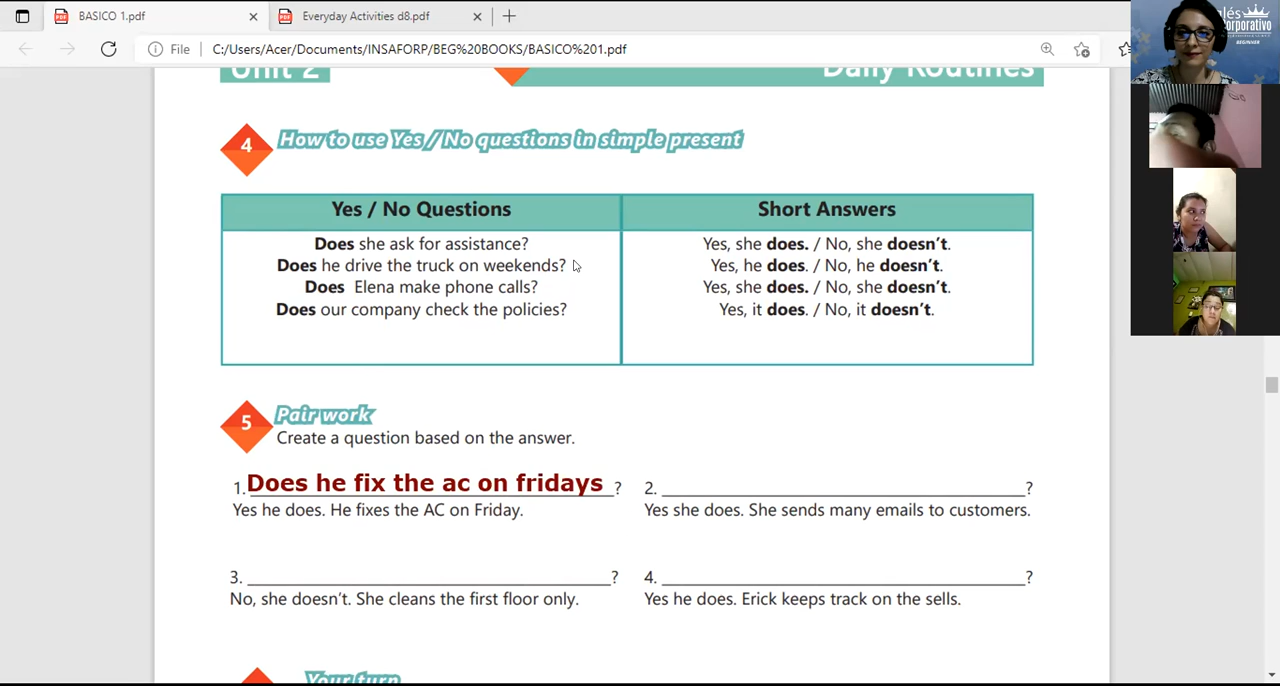 BASICO 1.pdf
Everyday Activities d8.pdf
File
C:/Users/Acer/Documents/INSAFORP/BEG%20BOOKS/BASICO%201.pdf
glés
orporativo
BEGINNER
Unit 2
Daily Routines
4
How to use Yes / No questions in simple present
Yes / No Questions
Short Answers
Does she ask for assistance?
Yes, she does. / No, she doesn't.
Does he drive the truck on weekends?
Yes, he does. / No, he doesn't.
Does Elena make phone calls?
Yes, she does. / No, she doesn't.
Does our company check the policies?
Yes, it does. / No, it doesn't.
5
Pair work
Create a question based on the answer.
1. Does he fix the ac on fridays ?
Yes he does. He fixes the AC on Friday.
2. ______________________________?
Yes she does. She sends many emails to customers.
3. ______________________________?
No, she doesn't. She cleans the first floor only.
4. ______________________________?
Yes he does. Erick keeps track on the sells.
Your turn